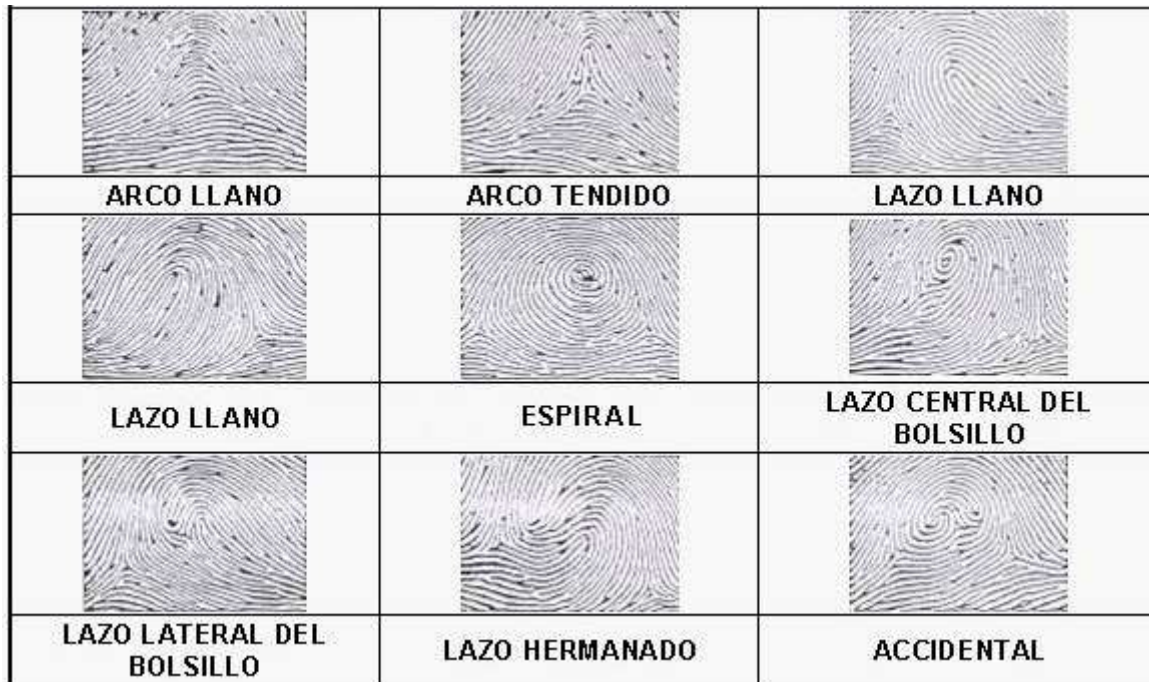 ARCO LLANO
ARCO TENDIDO
LAZO LLANO
LAZO LLANO
ESPIRAL
LAZO CENTRAL DEL
BOLSILLO
LAZO LATERAL DEL
BOLSILLO
LAZO HERMANADO
ACCIDENTAL